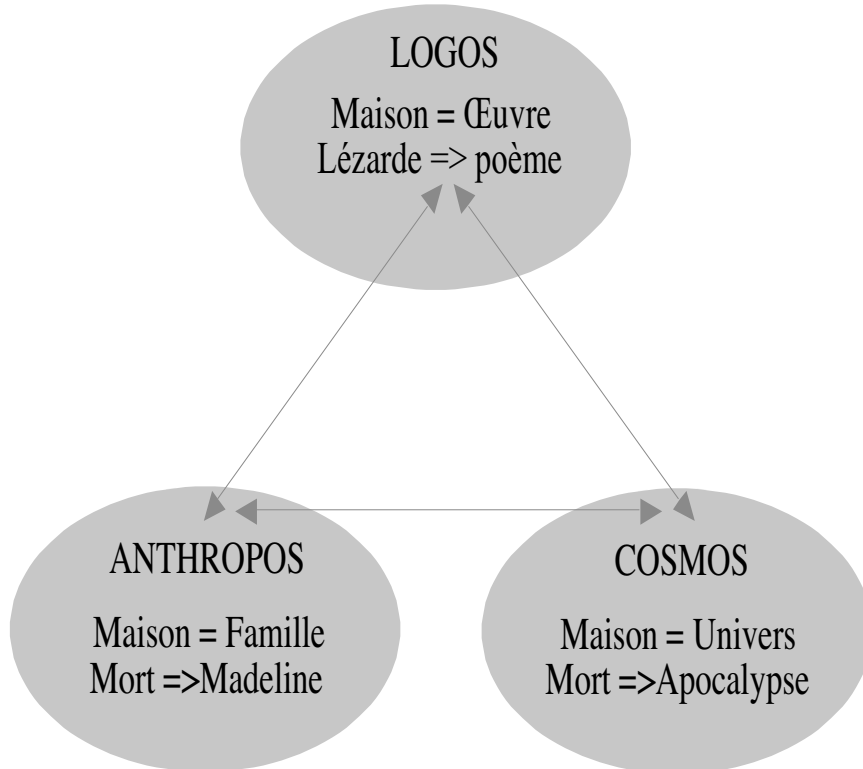 LOGOS
Maison = Œuvre
Lézarde => poème
ANTHROPOS
Maison = Famille
Mort =>Madeline
COSMOS
Maison = Univers
Mort =>Apocalypse